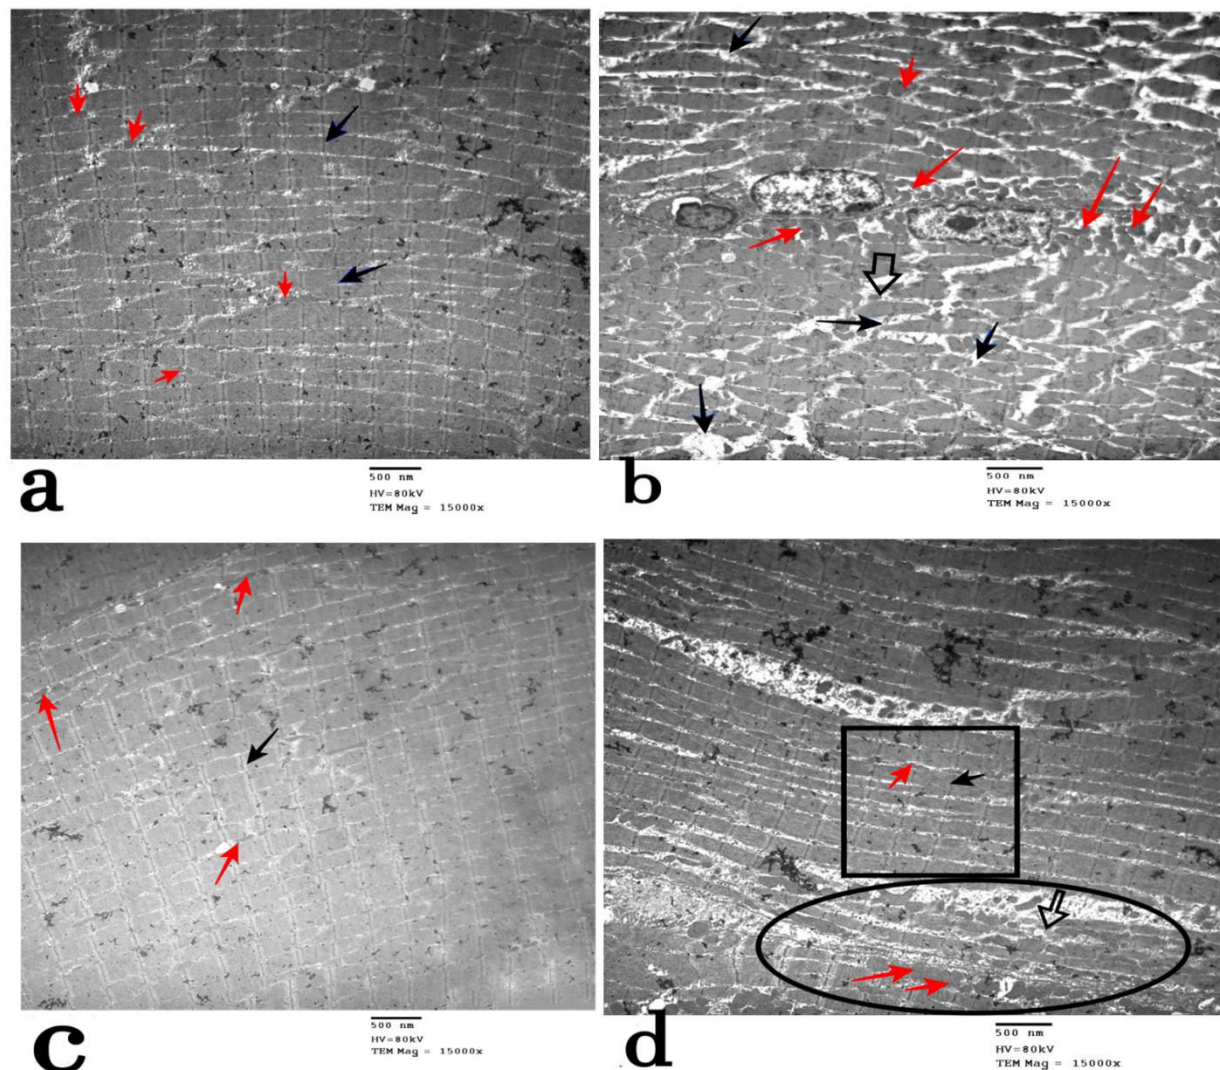 a
500 nm
HV=80kV
TEM Mag = 15000x
b
500 nm
HV=80kV
TEM Mag = 15000x
c
500 nm
HV=80kV
TEM Mag = 15000x
d
500 nm
HV=80kV
TEM Mag = 15000x